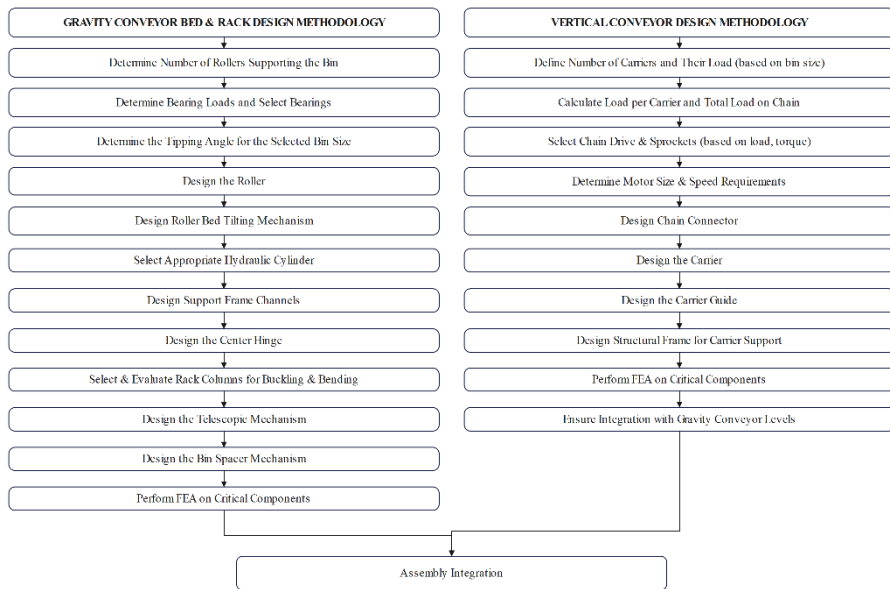 GRAVITY CONVEYOR BED & RACK DESIGN METHODOLOGY
Determine Number of Rollers Supporting the Bin
Determine Bearing Loads and Select Bearings
Determine the Tipping Angle for the Selected Bin Size
Design the Roller
Design Roller Bed Tilting Mechanism
Select Appropriate Hydraulic Cylinder
Design Support Frame Channels
Design the Center Hinge
Select & Evaluate Rack Columns for Buckling & Bending
Design the Telescopic Mechanism
Design the Bin Spacer Mechanism
Perform FEA on Critical Components
VERTICAL CONVEYOR DESIGN METHODOLOGY
Define Number of Carriers and Their Load (based on bin size)
Calculate Load per Carrier and Total Load on Chain
Select Chain Drive & Sprockets (based on load, torque)
Determine Motor Size & Speed Requirements
Design Chain Connector
Design the Carrier
Design the Carrier Guide
Design Structural Frame for Carrier Support
Perform FEA on Critical Components
Ensure Integration with Gravity Conveyor Levels
Assembly Integration